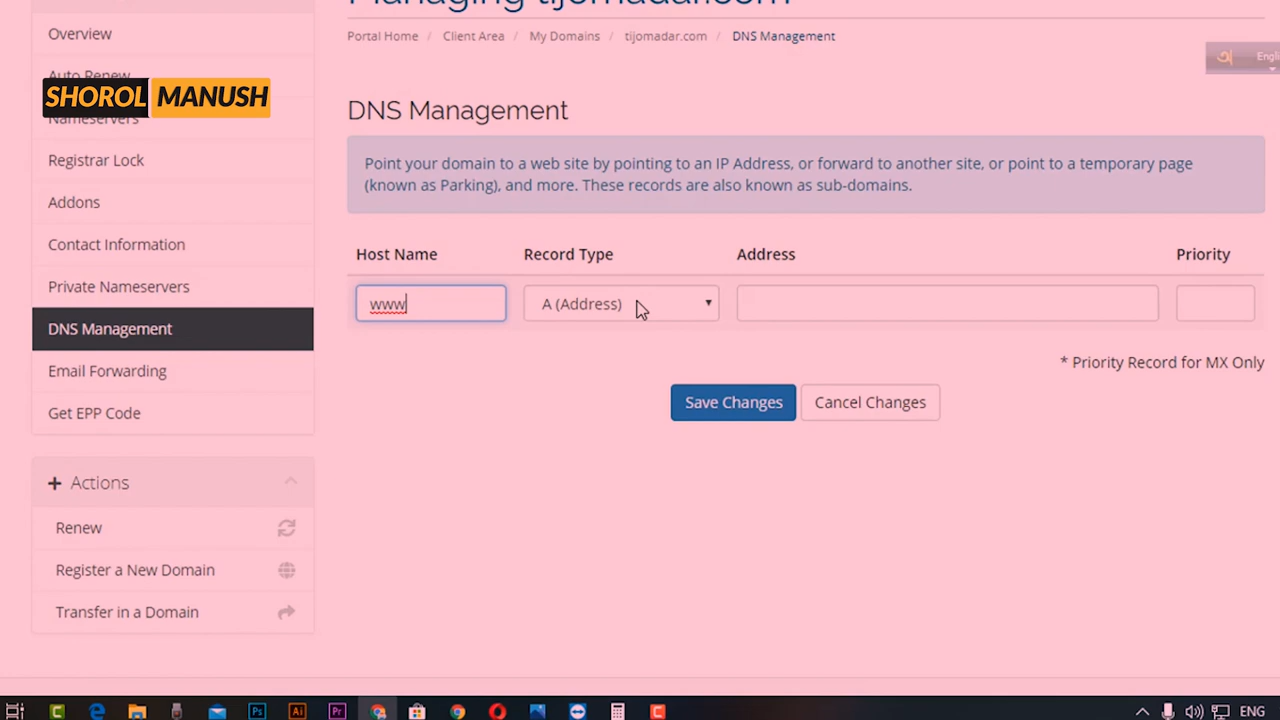 Managing tijomadar.com
Overview
Auto Renew
Nameservers
Registrar Lock
Addons
Contact Information
Private Nameservers
DNS Management
Email Forwarding
Get EPP Code
Actions
Renew
Register a New Domain
Transfer in a Domain
SHOROL MANUSH
Portal Home / Client Area / My Domains / tijomadar.com / DNS Management
DNS Management
Point your domain to a web site by pointing to an IP Address, or forward to another site, or point to a temporary page
(known as Parking), and more. These records are also known as sub-domains.
Host Name Record Type Address Priority
www A (Address)
* Priority Record for MX Only
Save Changes Cancel Changes
ENG